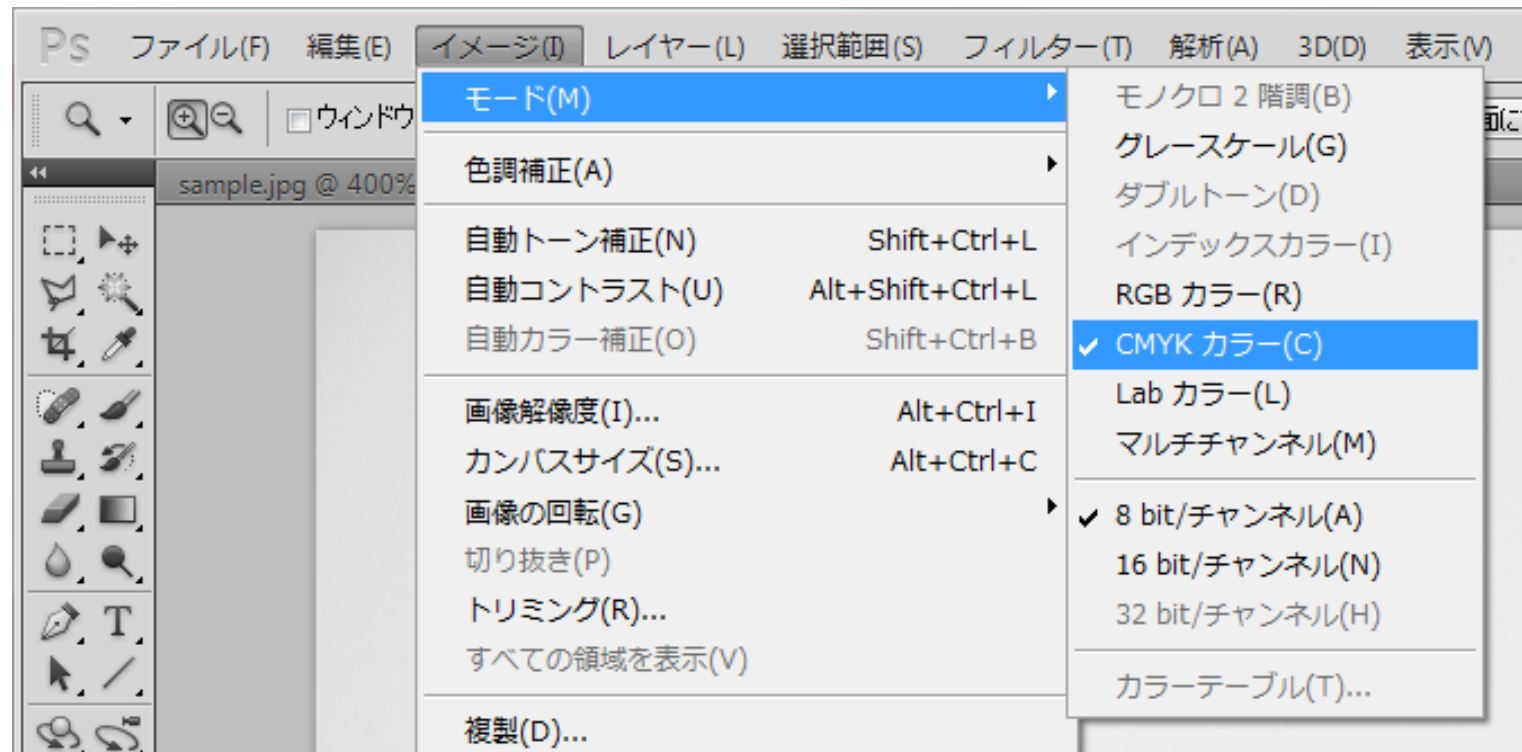 Ps ファイル(F) 編集(E) イメージ(I) レイヤー(L) 選択範囲(S) フィルター(T) 解析(A) 3D(D) 表示(V)
ウィンドウ
sample.jpg @ 400%
モード(M)
色調補正(A)
自動トーン補正(N) Shift+Ctrl+L
自動コントラスト(U) Alt+Shift+Ctrl+L
自動カラー補正(O) Shift+Ctrl+B
画像解像度(I)... Alt+Ctrl+I
カンバスサイズ(S)... Alt+Ctrl+C
画像の回転(G)
切り抜き(P)
トリミング(R)...
すべての領域を表示(V)
複製(D)...
モノクロ 2 階調(B)
グレースケール(G)
ダブルトーン(D)
インデックスカラー(I)
RGB カラー(R)
CMYK カラー(C)
Lab カラー(L)
マルチチャンネル(M)
8 bit/チャンネル(A)
16 bit/チャンネル(N)
32 bit/チャンネル(H)
カラーテーブル(T)...
面に